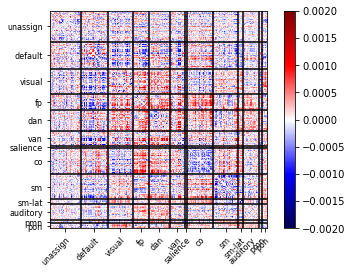 unassign
default
visual
fp
dan
van
salience
co
sm
sm-lat
auditory
pmn
pon
unassign
default
visual
fp
dan
van
salience
co
sm
sm-lat
auditory
0.0020
0.0015
0.0010
0.0005
0.0000
−0.0005
−0.0010
−0.0015
−0.0020